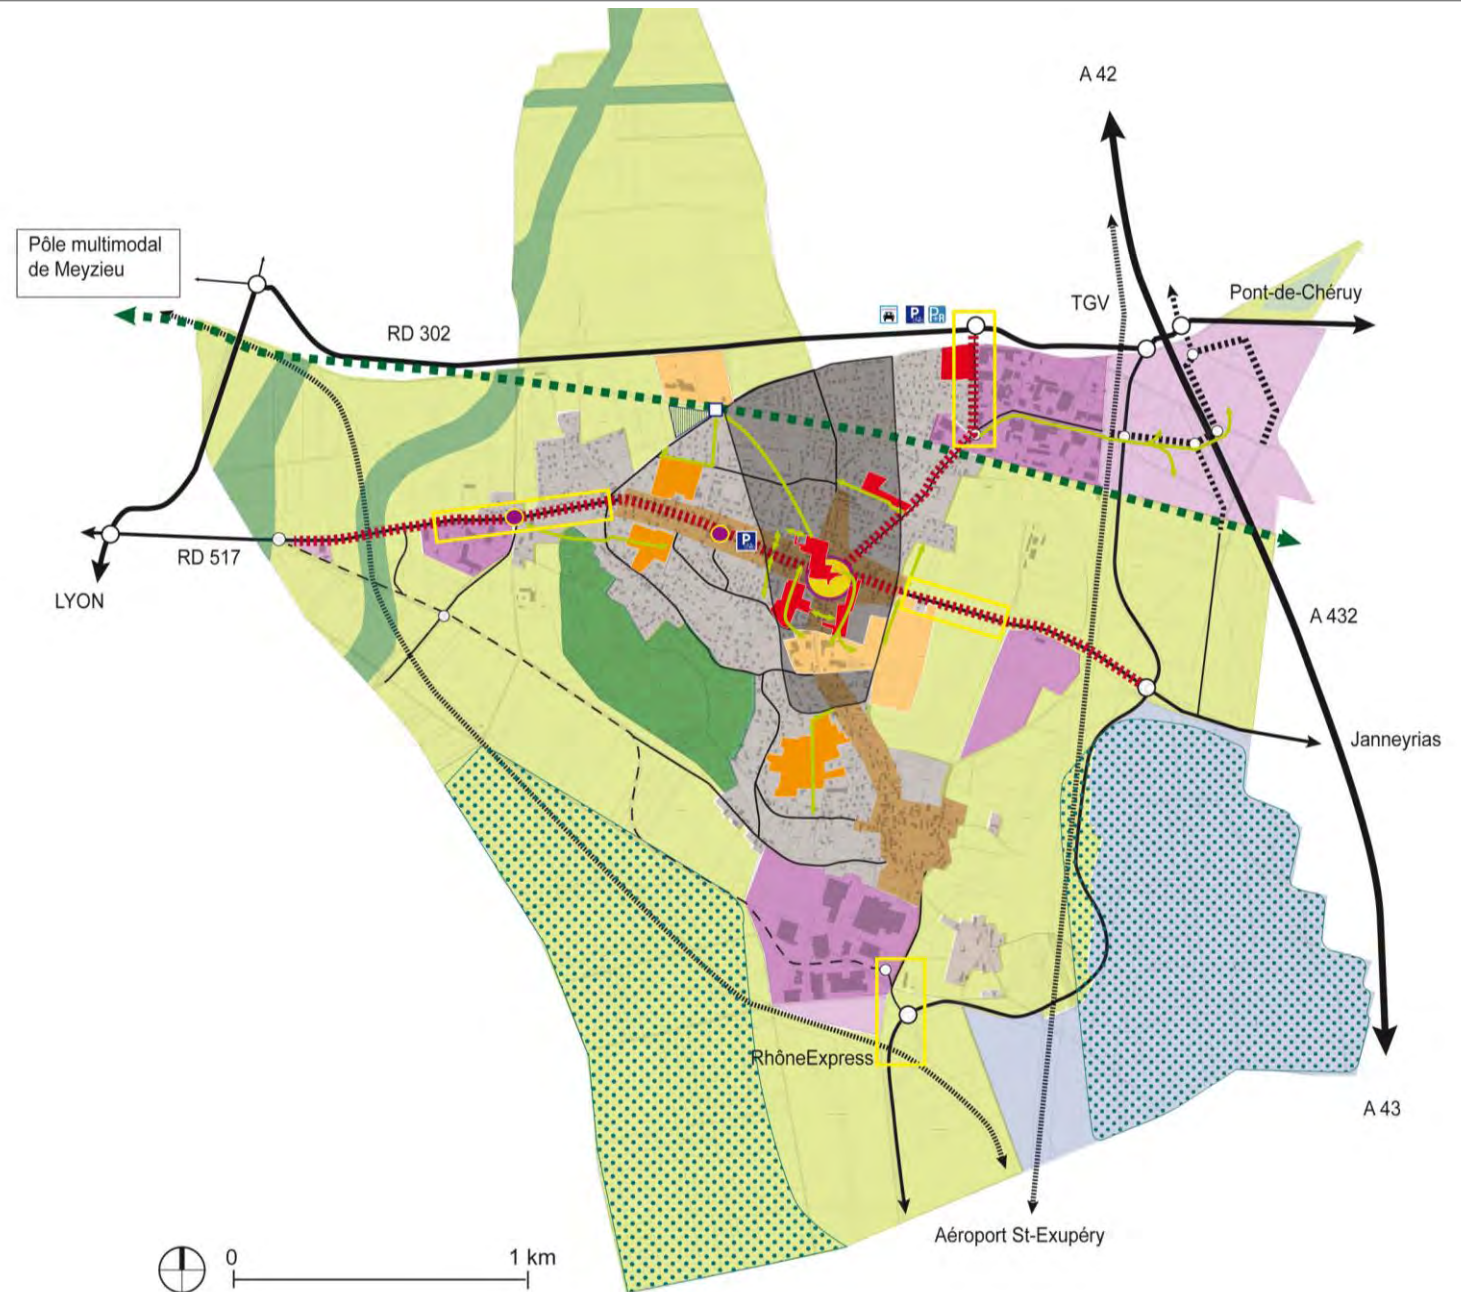 A 42
Pôle multimodal
de Meyzieu
TGV
Pont-de-Chéruy
RD 302
P
P
R
RD 517
P
LYON
A 432
Janneyrias
RhôneExpress
A 43
Aéroport St-Exupéry
0
1 km